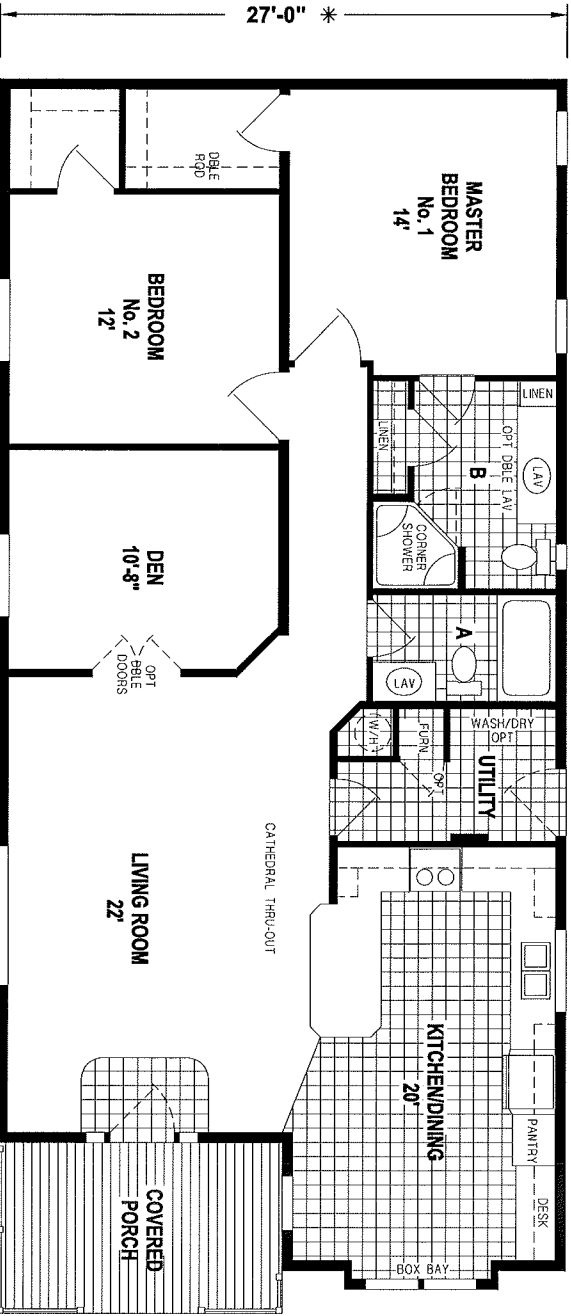 27'-0" *
DBLE
ROD
MASTER
BEDROOM
No. 1
14'
BEDROOM
No. 2
12'
LINEN
LINEN
OPT DBLE LAV
LAV
B
CORNER
SHOWER
DEN
10'-8"
OPT
DBLE
DOORS
A
LAV
W/H
FURN
OPT
WASH/DRY
OPT
UTILITY
CATHEDRAL THRU-OUT
LIVING ROOM
22'
KITCHEN/DINING
20'
PANTRY
DESK
BOX BAY
COVERED
PORCH